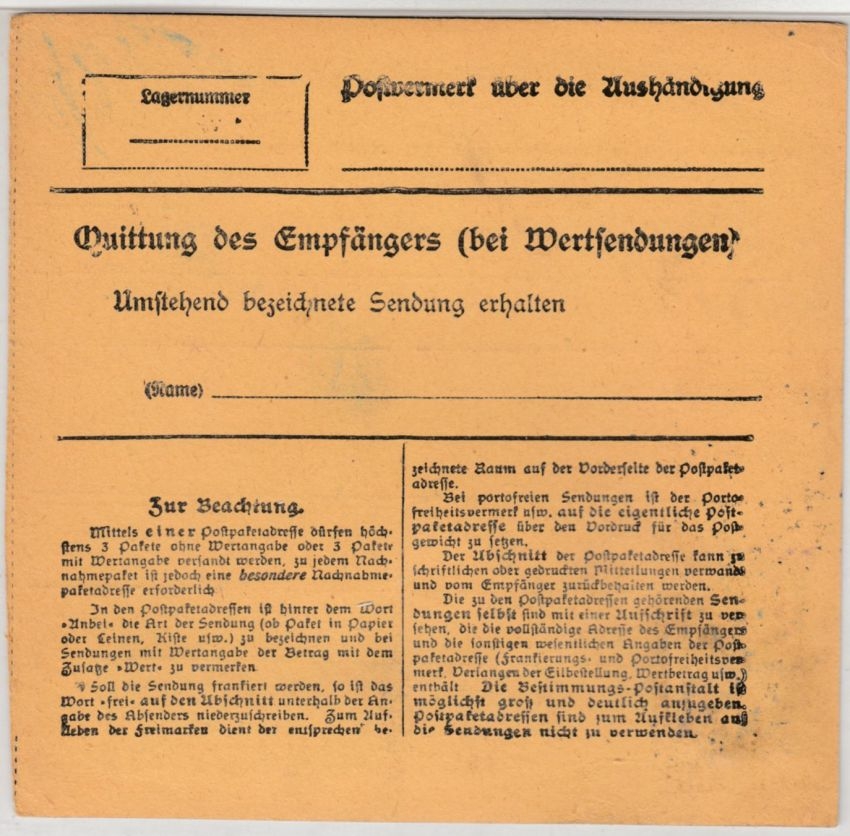 Lagernummer
Postvermerk über die Aushändigung
Quittung des Empfängers (bei Wertsendungen)
Umstehend bezeichnete Sendung erhalten
(Name)
Zur Beachtung.
Mittels einer Postpaketadresse dürfen höch-
stens 3 Pakete ohne Wertangabe oder 3 Pakete
mit Wertangabe versandt werden, zu jedem Nach-
nahmepaket ist jedoch eine besondere Nachnahme-
paketadresse erforderlich
In den Postpaketadressen ist hinter dem Wort
»Anbei« die Art der Sendung (ob Paket in Papier
oder Leinen, Kiste usw.) zu bezeichnen und bei
Sendungen mit Wertangabe der Betrag mit dem
Zusatze »Wert« zu vermerken
Soll die Sendung frankiert werden, so ist das
Wort »frei« auf den Abschnitt unterhalb der An-
gabe des Absenders niederzuschreiben. Zum Auf-
kleben der Freimarken dient der entsprechen be-
zeichnete Raum auf der Vorderseite der Postpaket-
adresse.
Bei portofreien Sendungen ist der Porto-
freiheitsvermerk usw. auf die eigentliche Post-
paketadresse über den Vordruck für das Post-
gewicht zu setzen.
Der Abschnitt der Postpaketadresse kann zu
schriftlichen oder gedruckten Mitteilungen verwandt
und vom Empfänger zurückbehalten werden.
Die zu den Postpaketadressen gehörenden Sen-
dungen selbst sind mit einer Aufschrift zu ver-
sehen, die die vollständige Adresse des Empfängers
und die sonstigen wesentlichen Angaben der Post-
paketadresse (Frankierungs- und Portofreiheitsver-
merk, Verlangen der Eilbestellung, Wertbetrag usw.)
enthält Die Bestimmungs-Postanstalt ist
möglichst groß und deutlich anzugeben.
Postpaketadressen sind zum Aufkleben auf
die Sendungen nicht zu verwenden.